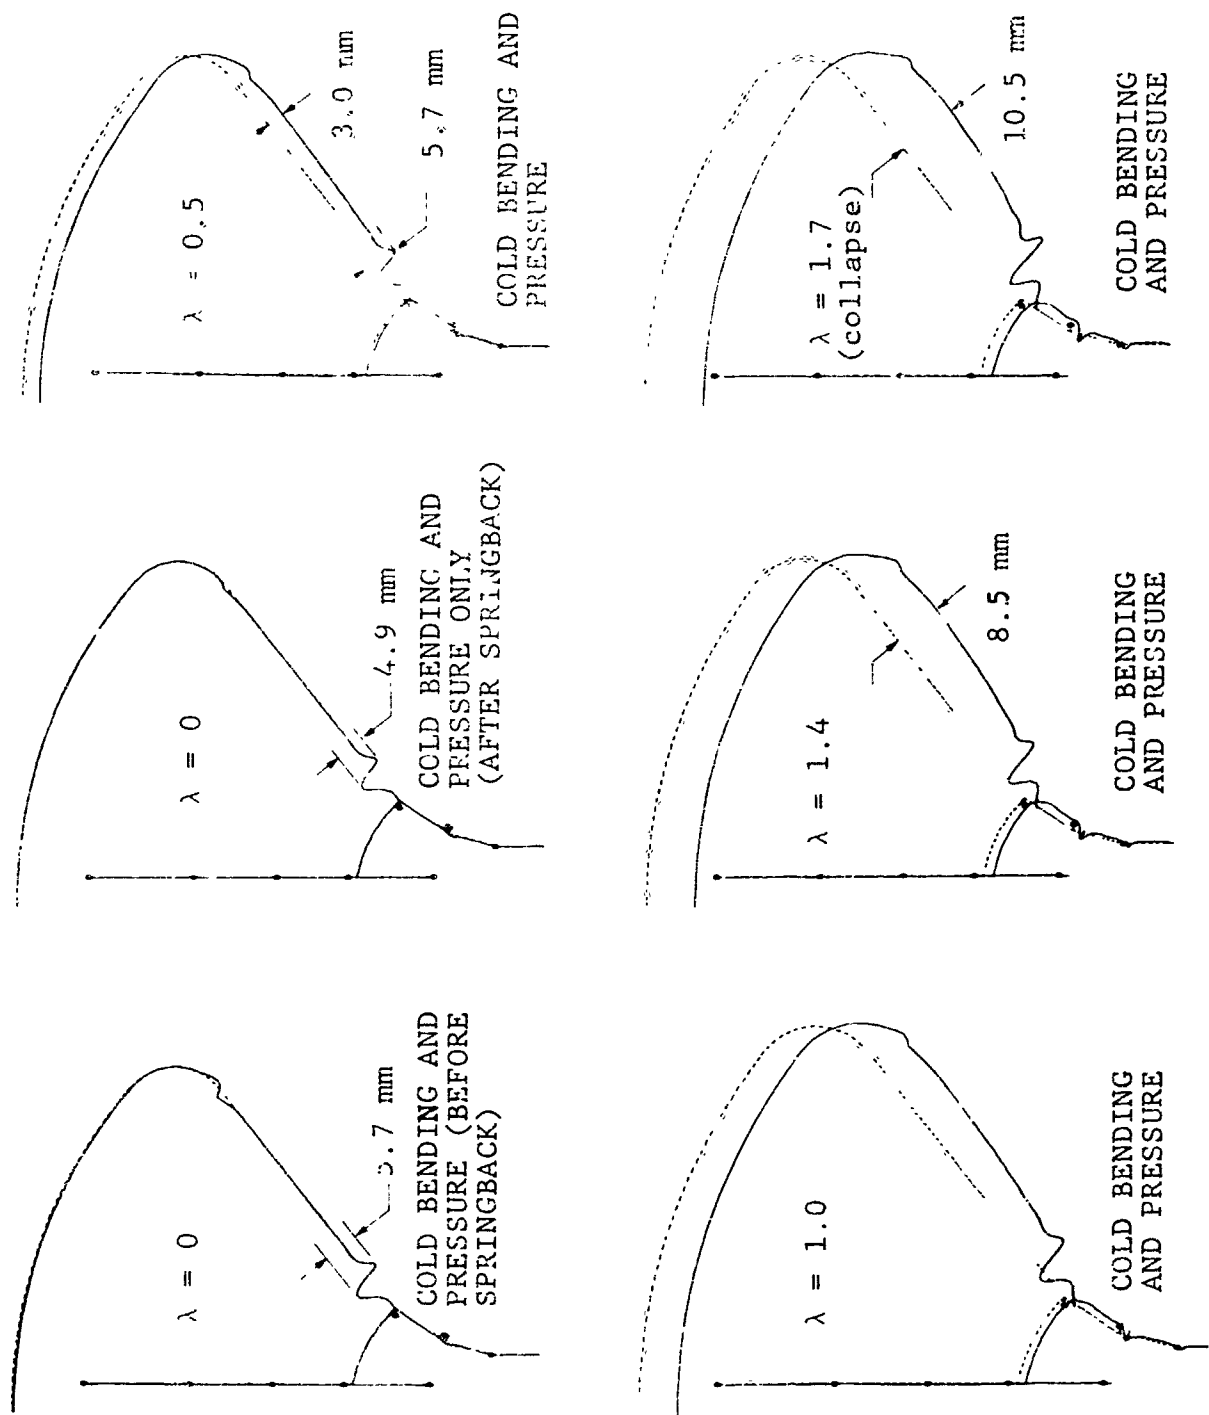 λ = 0
mm
COLD BENDING AND
PRESSURE (BEFORE
SPRINGBACK)
λ = 0
4.9 mm
COLD BENDING AND
PRESSURE ONLY
(AFTER SPRINGBACK)
λ = 0.5
3.0 mm
5.7 mm
COLD BENDING AND
PRESSURE
λ = 1.0
COLD BENDING
AND PRESSURE
λ = 1.4
8.5 mm
COLD BENDING
AND PRESSURE
λ = 1.7
(collapse)
10.5 mm
COLD BENDING
AND PRESSURE